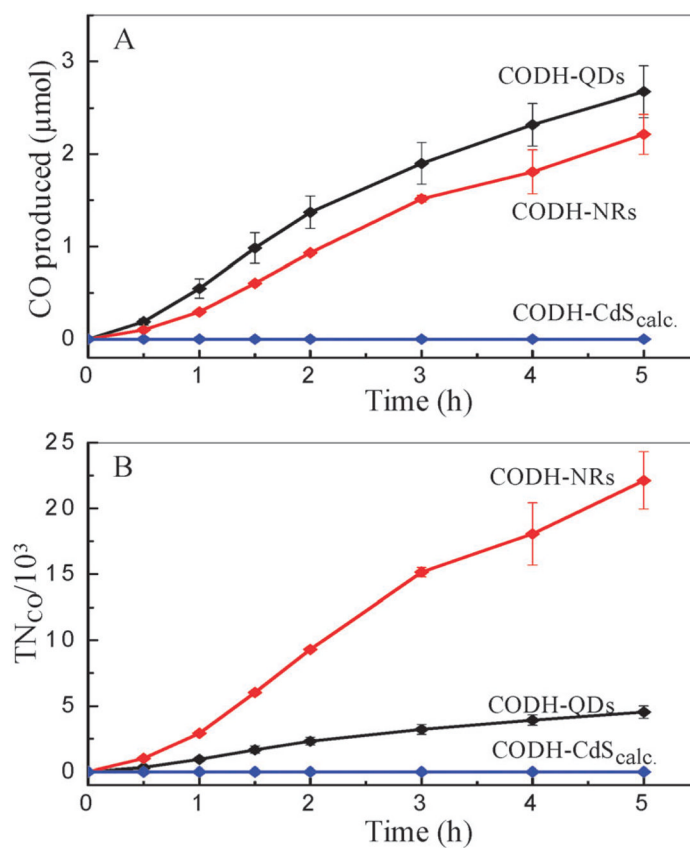 A
CODH-QDs
CODH-NRs
CODH-CdScalc.
CO produced (µmol)
3
2
1
0
0 1 2 3 4 5
Time (h)
B
CODH-NRs
CODH-QDs
CODH-CdScalc.
TNCO/10³
25
20
15
10
5
0
0 1 2 3 4 5
Time (h)